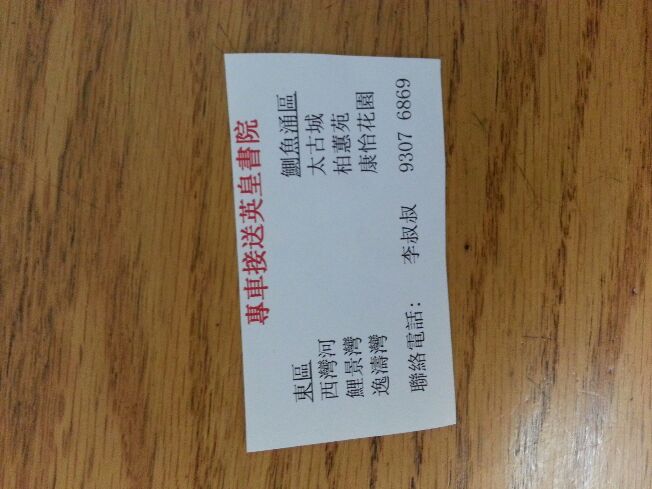 專車接送英皇書院
東區 鰂魚涌區
西灣河 太古城
鯉景灣 柏蕙苑
逸濤灣 康怡花園
聯絡電話: 李叔叔 9307 6869